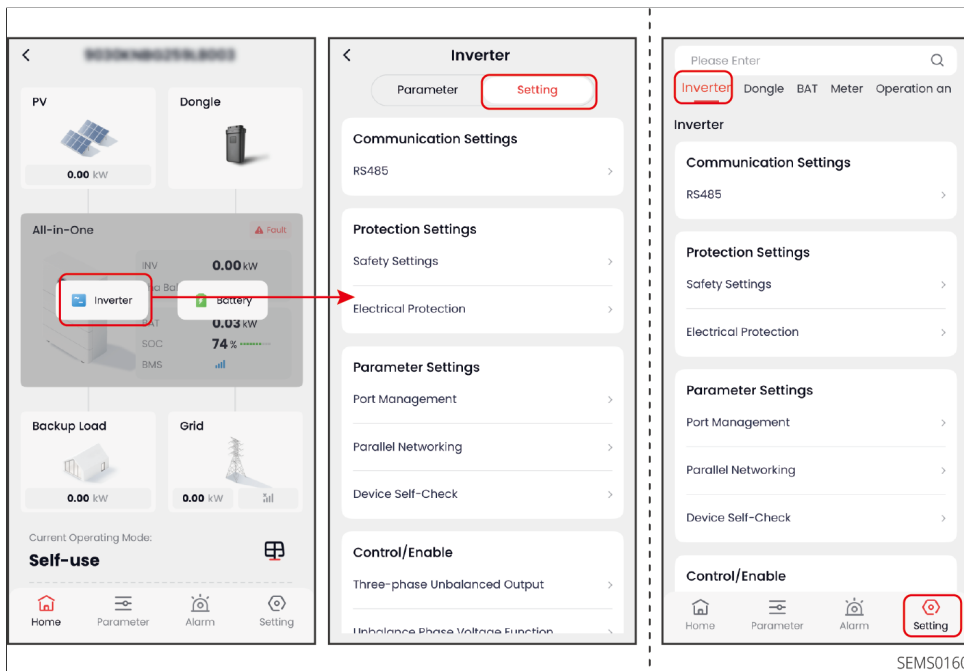 PV
Dongle
0.00 kW
All-in-One
Fault
INV
0.00 kW
Inverter
Battery
BAT
0.03 kW
SOC
74 %
BMS
Backup Load
Grid
0.00 kW
0.00 kW
Current Operating Mode:
Self-use
Home
Parameter
Alarm
Setting
Inverter
Parameter
Setting
Communication Settings
RS485
Protection Settings
Safety Settings
Electrical Protection
Parameter Settings
Port Management
Parallel Networking
Device Self-Check
Control/Enable
Three-phase Unbalanced Output
Unbalance Phase Voltage Function
Please Enter
Inverter Dongle BAT Meter Operation an
Inverter
Communication Settings
RS485
Protection Settings
Safety Settings
Electrical Protection
Parameter Settings
Port Management
Parallel Networking
Device Self-Check
Control/Enable
Home
Parameter
Alarm
Setting
SEMS0160